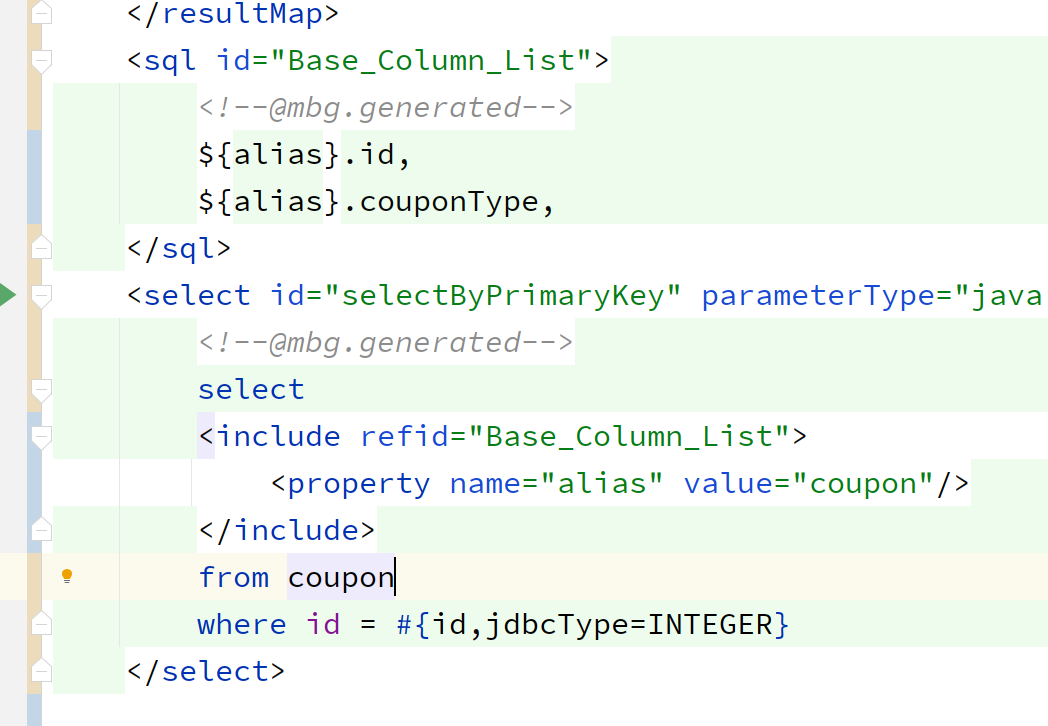 </resultMap>
<sql id="Base_Column_List">
<!--@mbg.generated-->
${alias}.id,
${alias}.couponType,
</sql>
<select id="selectByPrimaryKey" parameterType="java
<!--@mbg.generated-->
select
<include refid="Base_Column_List">
<property name="alias" value="coupon"/>
</include>
from coupon
where id = #{id,jdbcType=INTEGER}
</select>